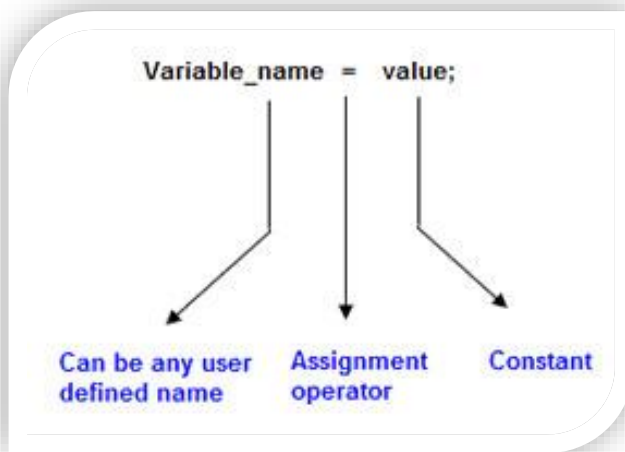 Variable_name = value;
Can be any user
defined name
Assignment
operator
Constant